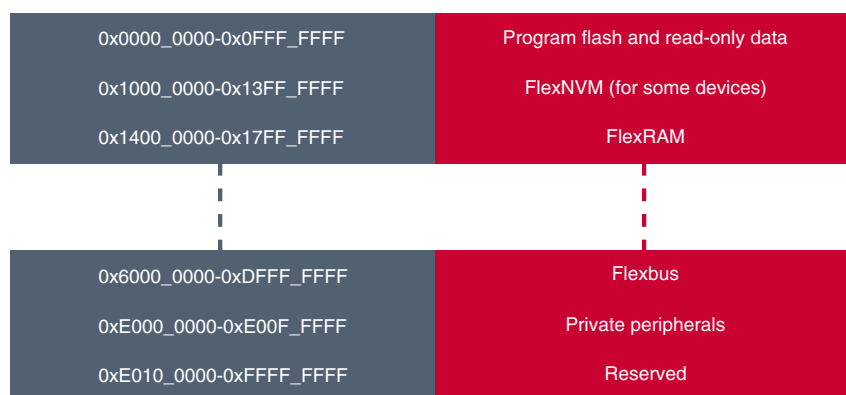 0x0000_0000-0x0FFF_FFFF Program flash and read-only data
0x1000_0000-0x13FF_FFFF FlexNVM (for some devices)
0x1400_0000-0x17FF_FFFF FlexRAM
0x6000_0000-0xDFFF_FFFF Flexbus
0xE000_0000-0xE00F_FFFF Private peripherals
0xE010_0000-0xFFFF_FFFF Reserved